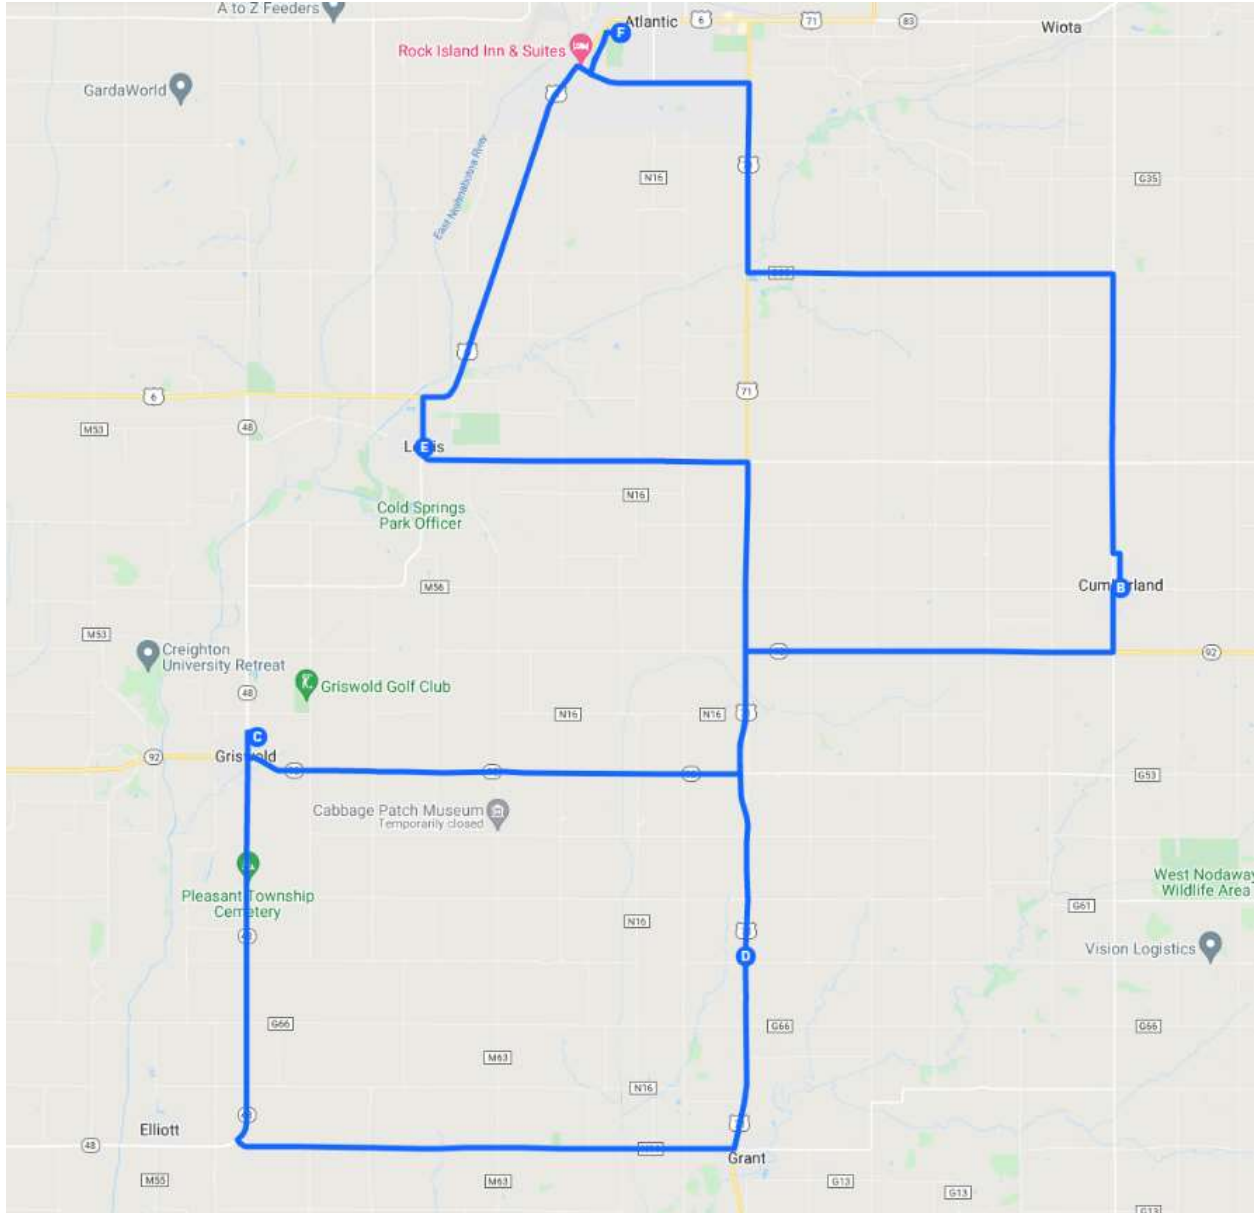 A to Z Feeders
Atlantic
6
71
83
Wiota
F
Rock Island Inn & Suites
GardaWorld
East Nishnabotna River
N16
G35
71
6
M53
48
Lewis
E
N16
Cold Springs
Park Officer
M56
Cumberland
B
M53
Creighton
University Retreat
92
48
Griswold Golf Club
N16
N16
C
92
Griswold
G53
Cabbage Patch Museum
Temporarily closed
Pleasant Township
Cemetery
West Nodaway
Wildlife Area
G61
N16
Vision Logistics
D
G66
G66
G66
M63
N16
Elliott
48
Grant
M55
M63
G13
G13
G13